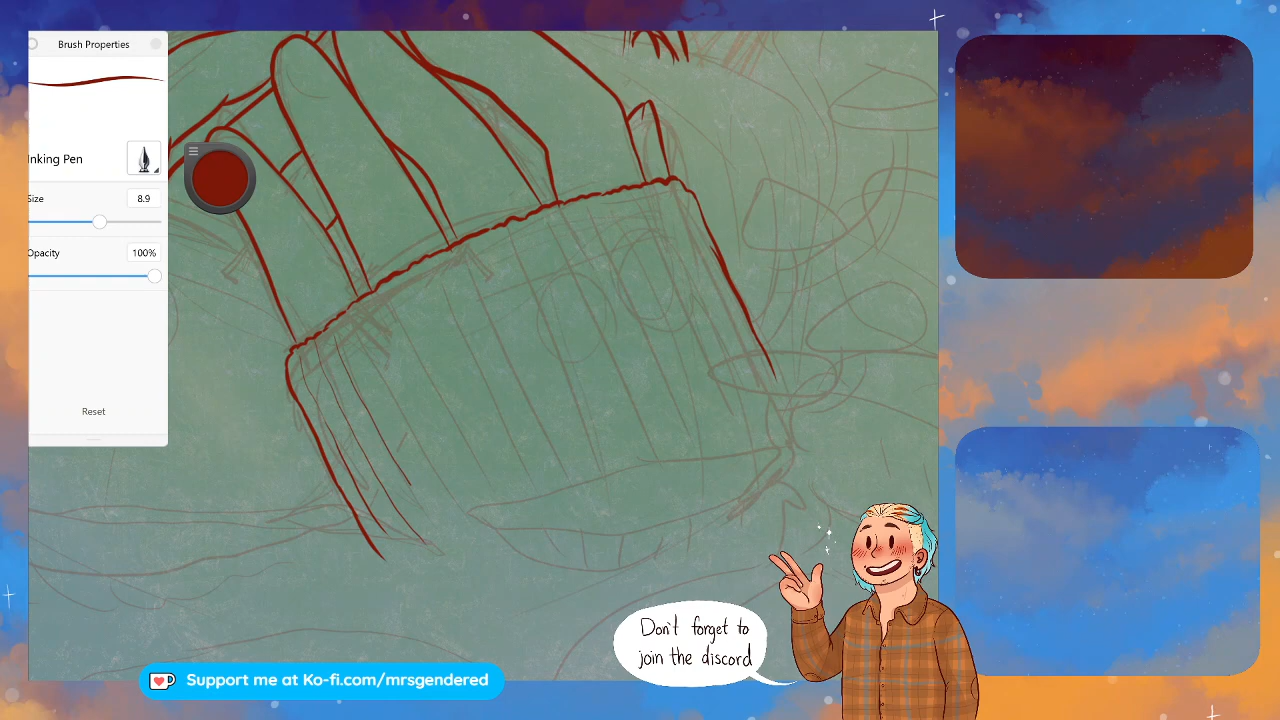 Brush Properties
nking Pen
Size
8.9
Opacity
100%
Reset
Don't forget to
join the discord
Support me at Ko-fi.com/mrsgendered